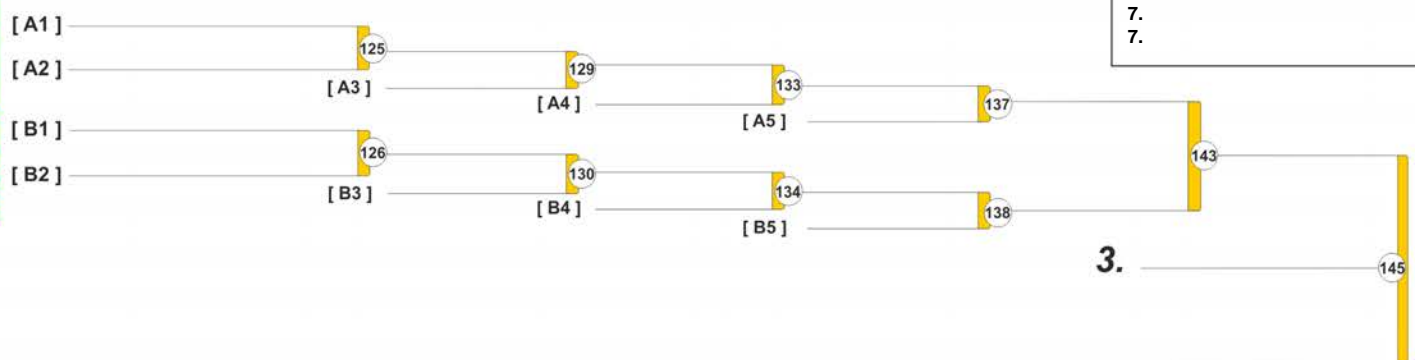 7.
7.
[ A1 ]
125
[ A2 ]
129
[ A3 ]
133
[ A4 ]
137
[ A5 ]
[ B1 ]
126
143
[ B2 ]
130
[ B3 ]
134
[ B4 ]
138
[ B5 ]
3.
145